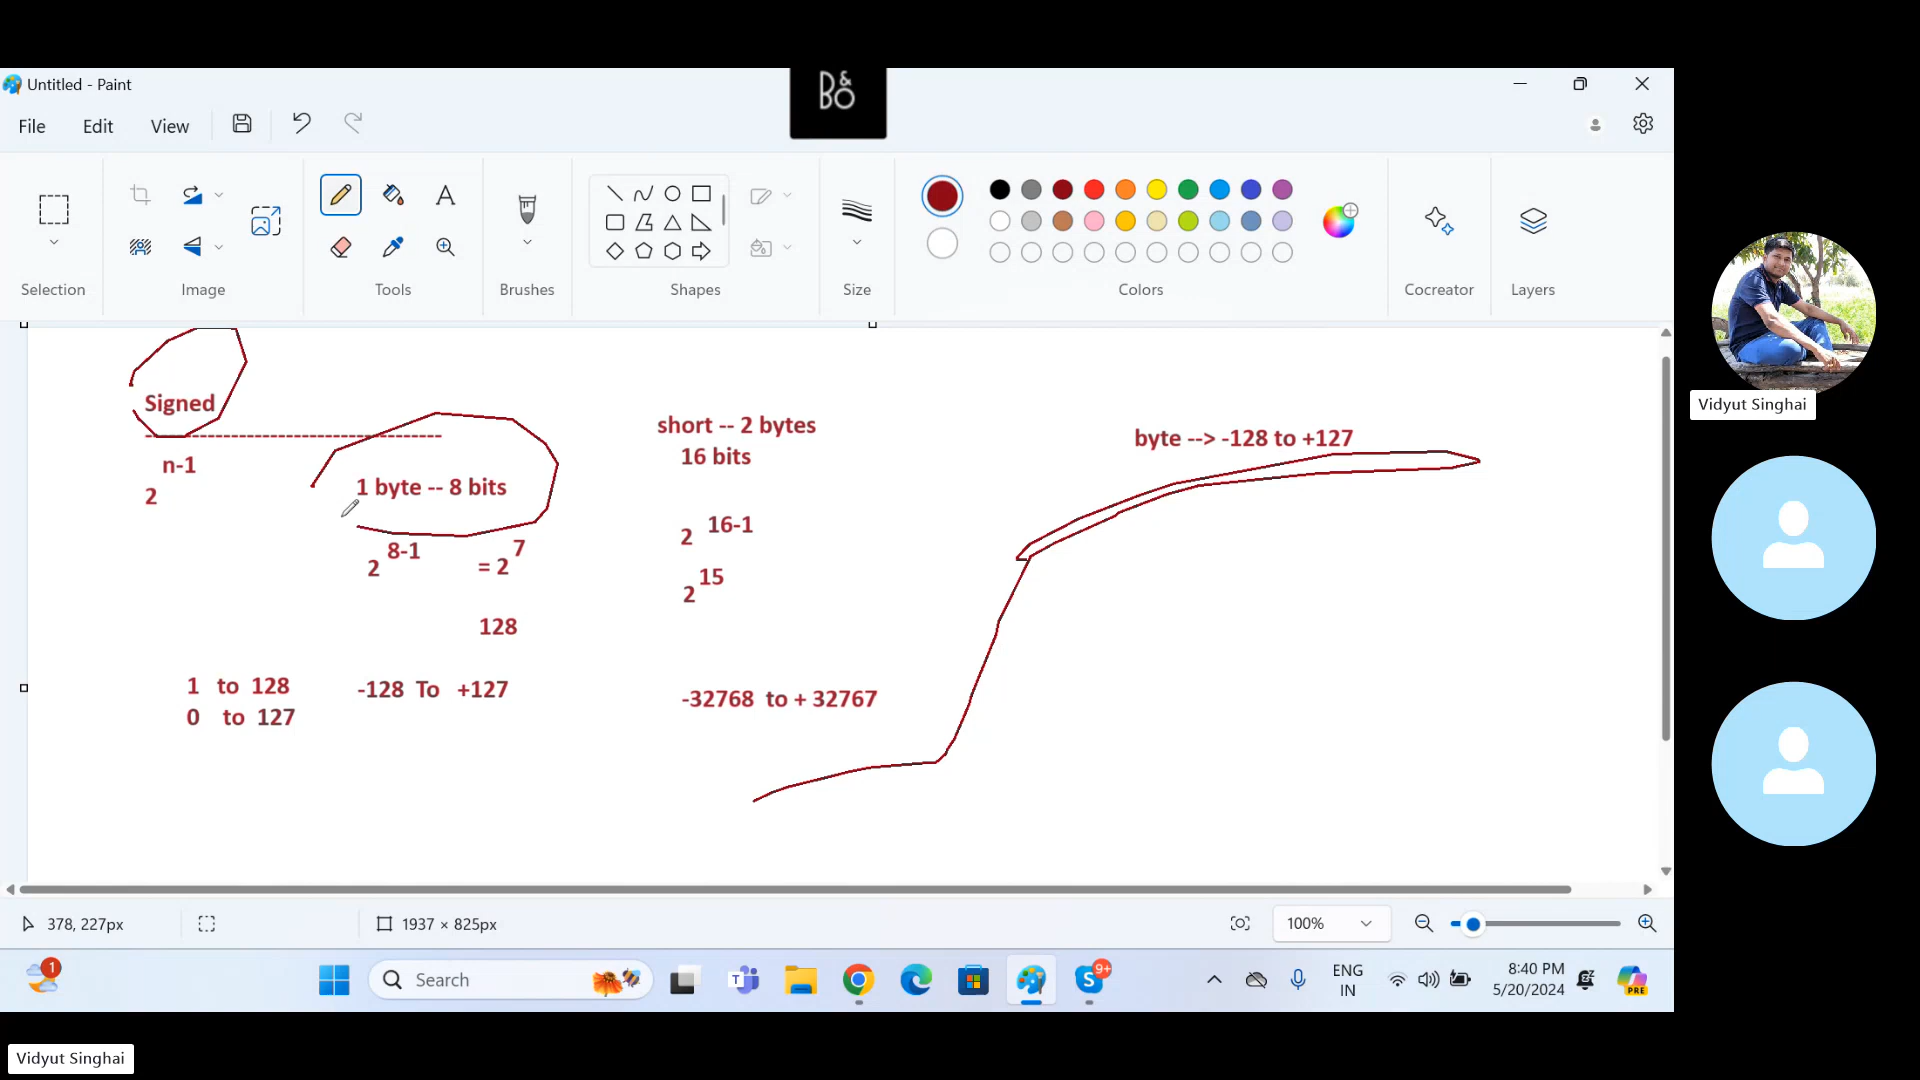 Untitled - Paint
B&O
File Edit View
Selection Image Tools Brushes Shapes Size Colors Cocreator Layers
Signed
---------------------------------------
n-1
2
1 byte -- 8 bits
8-1
2
7
= 2
128
1 to 128
0 to 127
-128 To +127
short -- 2 bytes
16 bits
16-1
2
15
2
-32768 to + 32767
byte --> -128 to +127
378, 227px
1937 × 825px
100%
1
Search
T
S
9+
ENG
IN
8:40 PM
5/20/2024
PRE
Vidyut Singhai
Vidyut Singhai